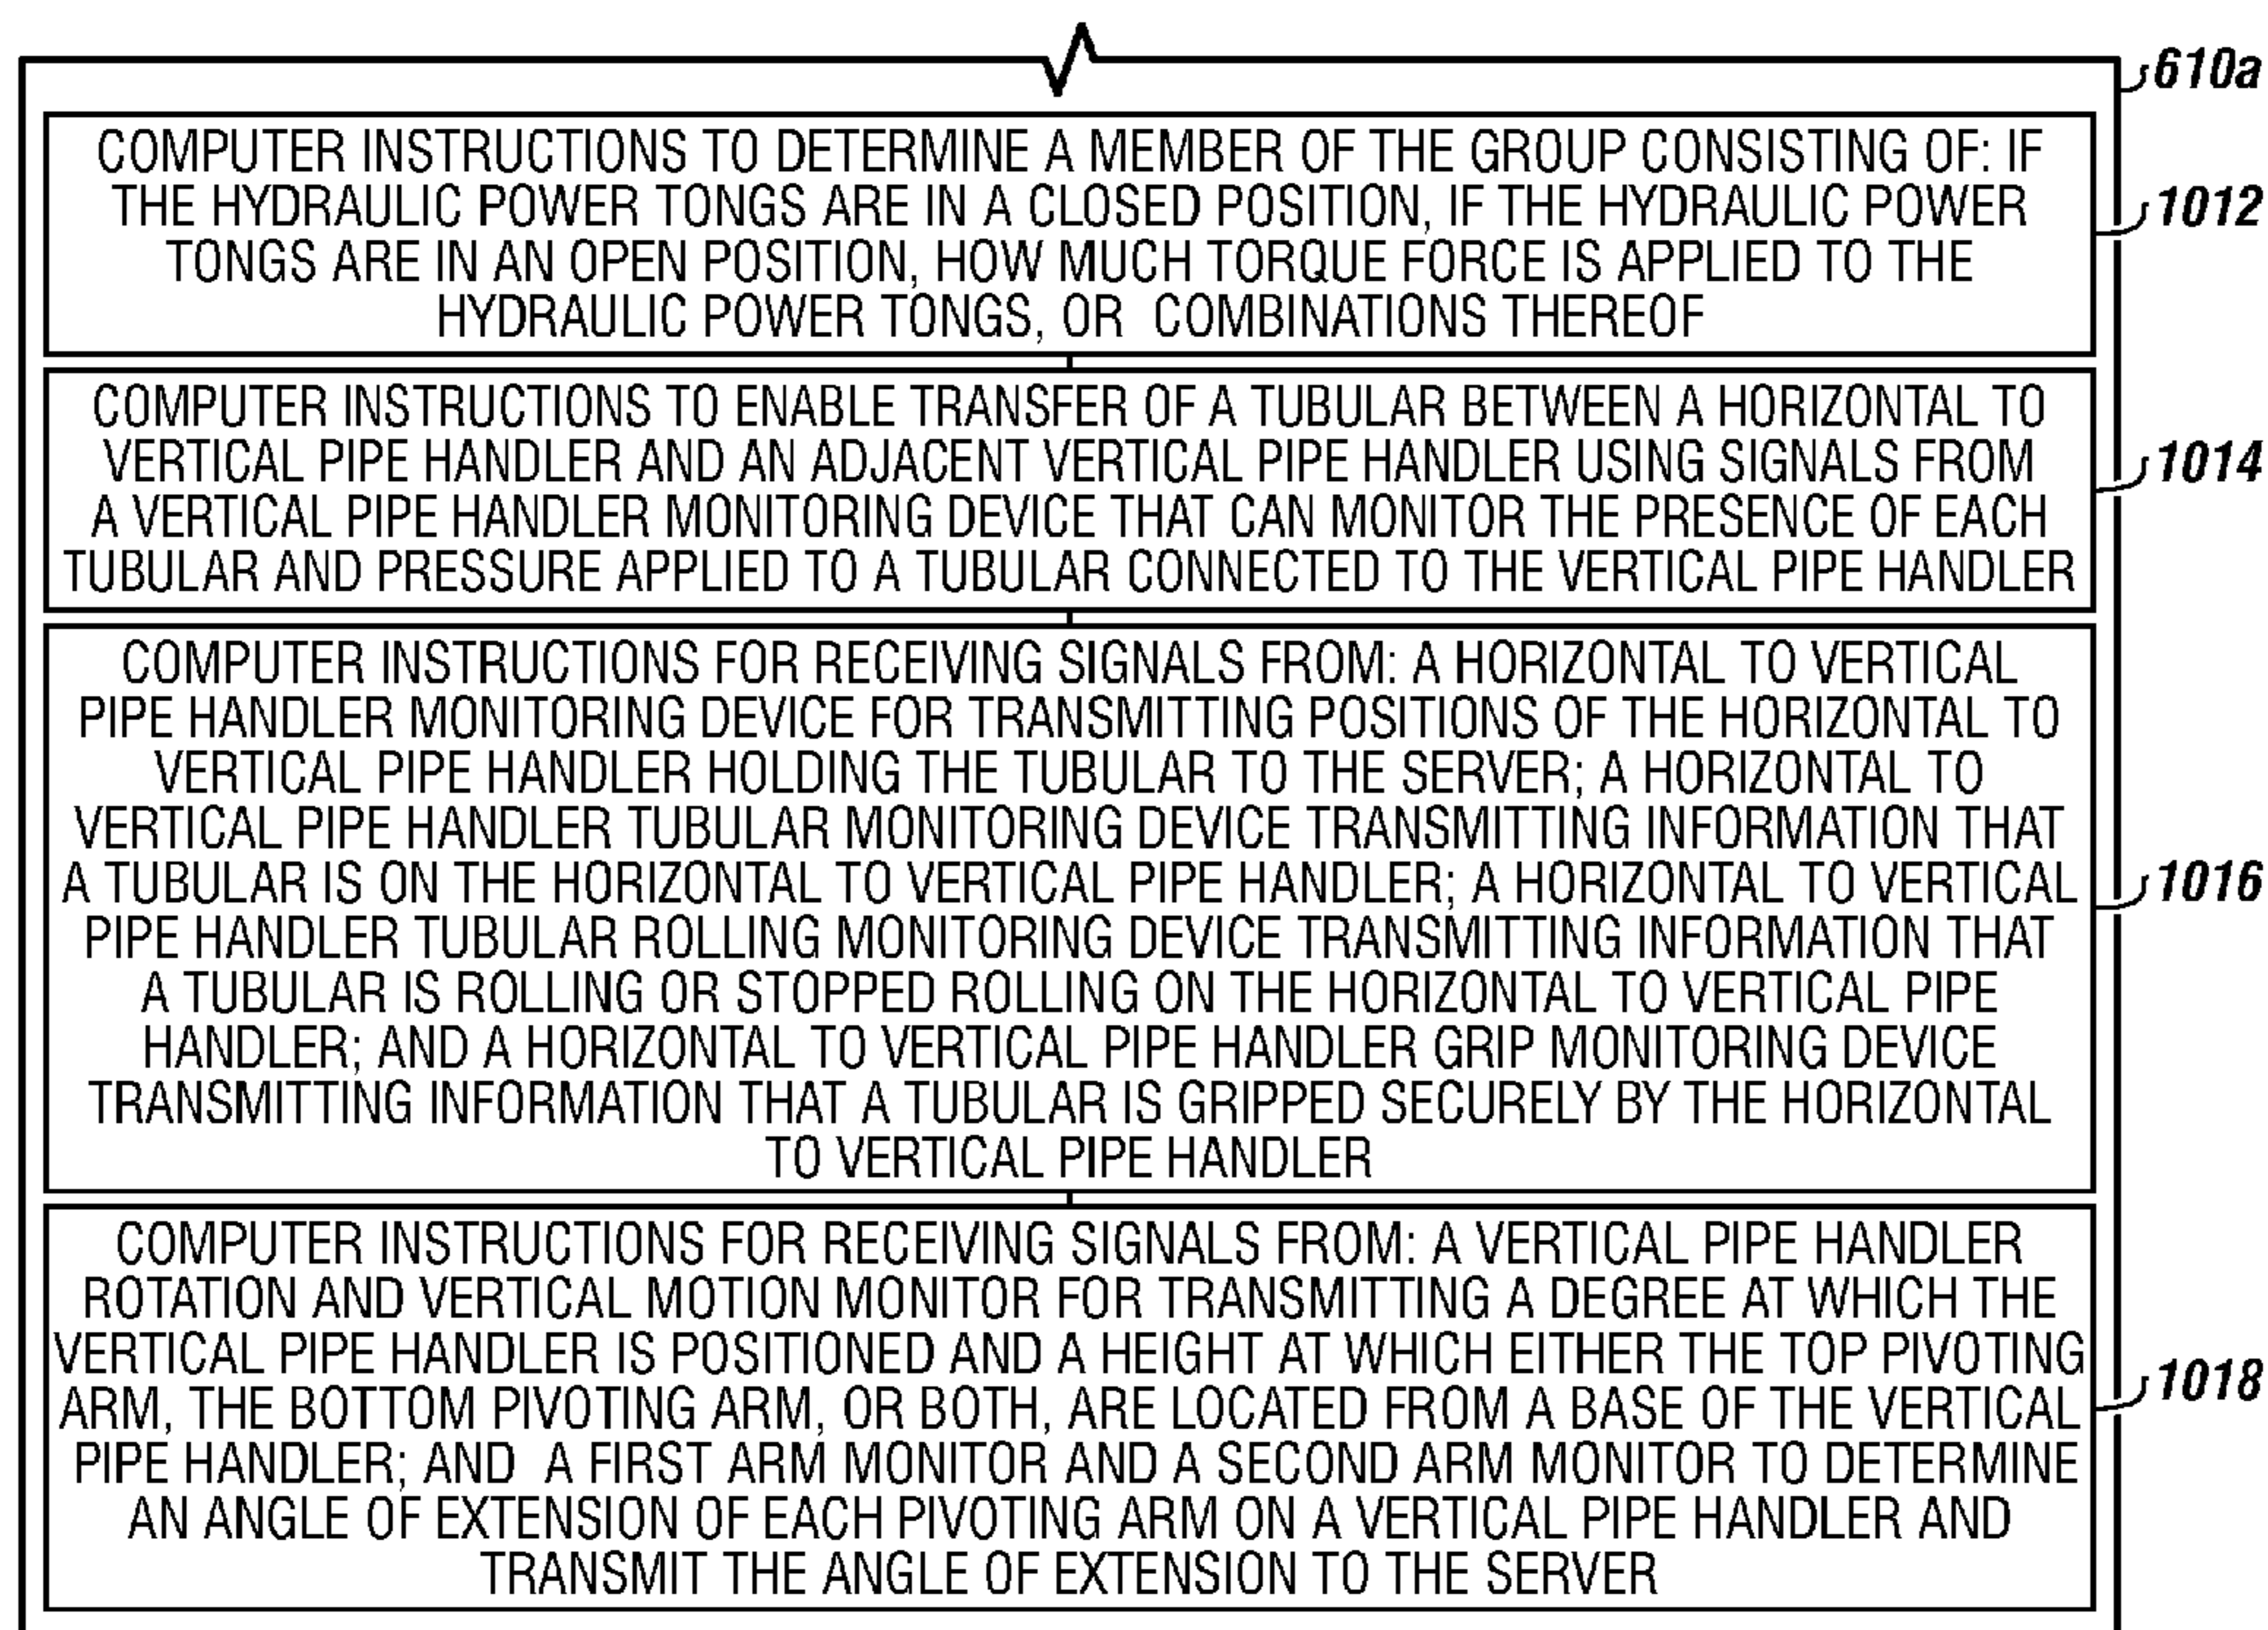 610a
COMPUTER INSTRUCTIONS TO DETERMINE A MEMBER OF THE GROUP CONSISTING OF: IF
THE HYDRAULIC POWER TONGS ARE IN A CLOSED POSITION, IF THE HYDRAULIC POWER
TONGS ARE IN AN OPEN POSITION, HOW MUCH TORQUE FORCE IS APPLIED TO THE
HYDRAULIC POWER TONGS, OR COMBINATIONS THEREOF
1012
COMPUTER INSTRUCTIONS TO ENABLE TRANSFER OF A TUBULAR BETWEEN A HORIZONTAL TO
VERTICAL PIPE HANDLER AND AN ADJACENT VERTICAL PIPE HANDLER USING SIGNALS FROM
A VERTICAL PIPE HANDLER MONITORING DEVICE THAT CAN MONITOR THE PRESENCE OF EACH
TUBULAR AND PRESSURE APPLIED TO A TUBULAR CONNECTED TO THE VERTICAL PIPE HANDLER
1014
COMPUTER INSTRUCTIONS FOR RECEIVING SIGNALS FROM: A HORIZONTAL TO VERTICAL
PIPE HANDLER MONITORING DEVICE FOR TRANSMITTING POSITIONS OF THE HORIZONTAL TO
VERTICAL PIPE HANDLER HOLDING THE TUBULAR TO THE SERVER; A HORIZONTAL TO
VERTICAL PIPE HANDLER TUBULAR MONITORING DEVICE TRANSMITTING INFORMATION THAT
A TUBULAR IS ON THE HORIZONTAL TO VERTICAL PIPE HANDLER; A HORIZONTAL TO VERTICAL
PIPE HANDLER TUBULAR ROLLING MONITORING DEVICE TRANSMITTING INFORMATION THAT
A TUBULAR IS ROLLING OR STOPPED ROLLING ON THE HORIZONTAL TO VERTICAL PIPE
HANDLER; AND A HORIZONTAL TO VERTICAL PIPE HANDLER GRIP MONITORING DEVICE
TRANSMITTING INFORMATION THAT A TUBULAR IS GRIPPED SECURELY BY THE HORIZONTAL
TO VERTICAL PIPE HANDLER
1016
COMPUTER INSTRUCTIONS FOR RECEIVING SIGNALS FROM: A VERTICAL PIPE HANDLER
ROTATION AND VERTICAL MOTION MONITOR FOR TRANSMITTING A DEGREE AT WHICH THE
VERTICAL PIPE HANDLER IS POSITIONED AND A HEIGHT AT WHICH EITHER THE TOP PIVOTING
ARM, THE BOTTOM PIVOTING ARM, OR BOTH, ARE LOCATED FROM A BASE OF THE VERTICAL
PIPE HANDLER; AND A FIRST ARM MONITOR AND A SECOND ARM MONITOR TO DETERMINE
AN ANGLE OF EXTENSION OF EACH PIVOTING ARM ON A VERTICAL PIPE HANDLER AND
TRANSMIT THE ANGLE OF EXTENSION TO THE SERVER
1018